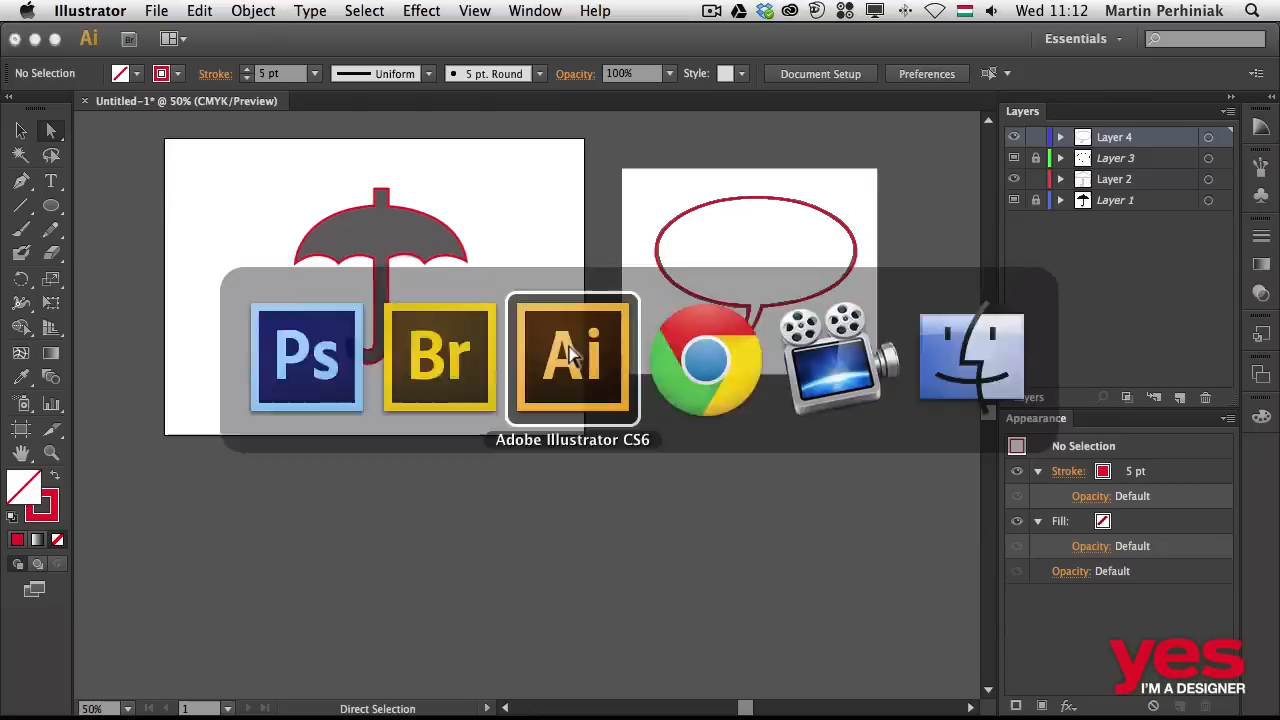 Illustrator File Edit Object Type Select Effect View Window Help Wed 11:12 Martin Perhiniak
Ai Br Essentials
No Selection Stroke: 5 pt Uniform 5 pt. Round Opacity: 100% Style: Document Setup Preferences
Untitled-1* @ 50% (CMYK/Preview)
Layers
Layer 4
Layer 3
Layer 2
Layer 1
Ps Br Ai
Adobe Illustrator CS6
Appearance
No Selection
Stroke: 5 pt
Opacity: Default
Fill:
Opacity: Default
Opacity: Default
yes
I'M A DESIGNER
50% 1 Direct Selection